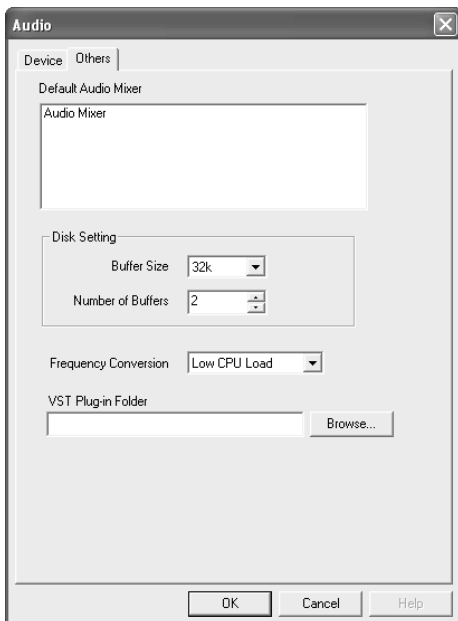 Audio
Device Others
Default Audio Mixer
Audio Mixer
Disk Setting
Buffer Size 32k
Number of Buffers 2
Frequency Conversion Low CPU Load
VST Plug-in Folder
Browse...
OK Cancel Help